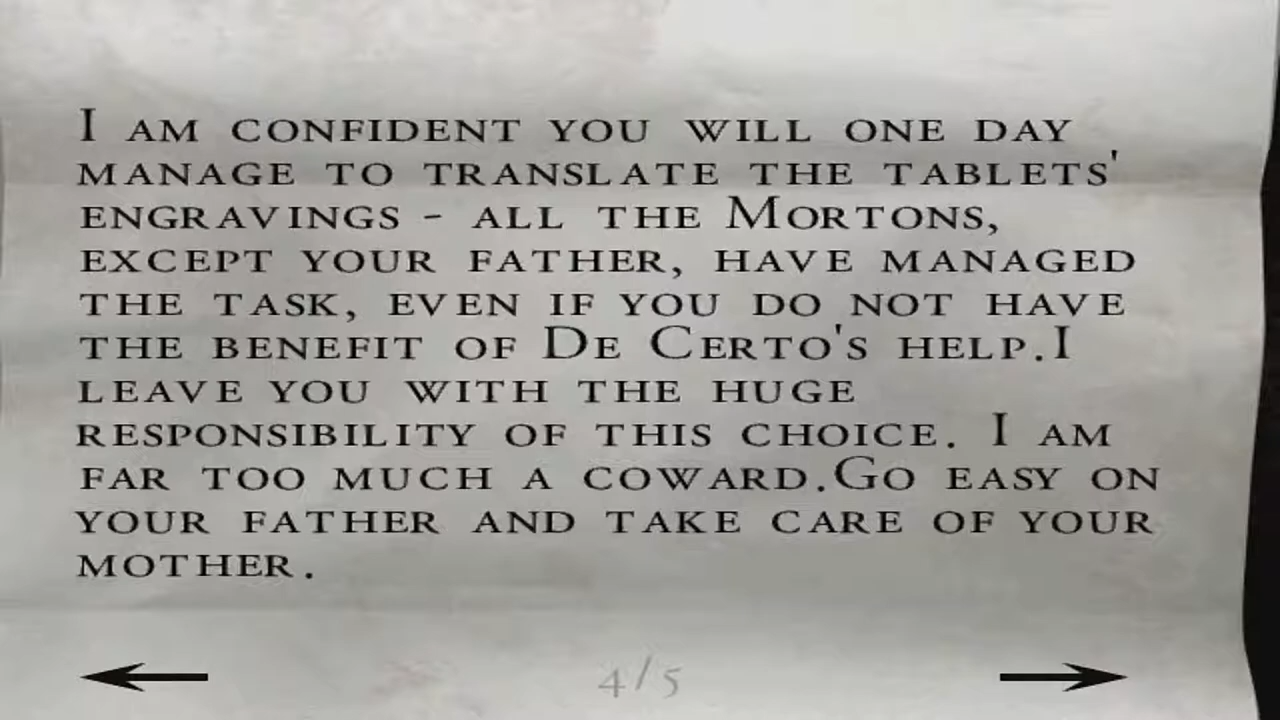 I am confident you will one day
manage to translate the tablets'
engravings - all the Mortons,
except your father, have managed
the task, even if you do not have
the benefit of De Certo's help.I
leave you with the huge
responsibility of this choice. I am
far too much a coward.Go easy on
your father and take care of your
mother.
4/5